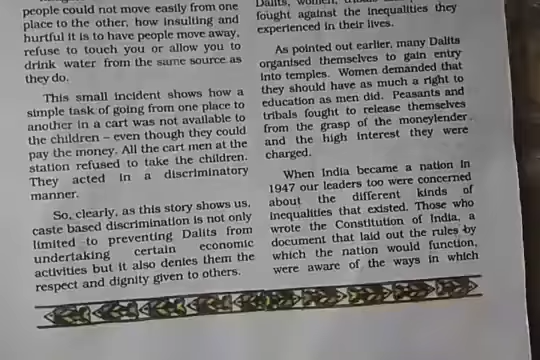 people could not move easily from one
place to the other, how insulting and
hurtful it is to have people move away,
refuse to touch you or allow you to
drink water from the same source as
they do.
This small incident shows how a
simple task of going from one place to
another in a cart was not available to
the children – even though they could
pay the money. All the cart men at the
station refused to take the children.
They acted in a discriminatory
manner.
So, clearly, as this story shows us,
caste based discrimination is not only
limited to preventing Dalits from
undertaking certain economic
activities but it also denies them the
respect and dignity given to others.
Dalits, women,
fought against the inequalities they
experienced in their lives.
As pointed out earlier, many Dalits
organised themselves to gain entry
into temples. Women demanded that
they should have as much a right to
education as men did. Peasants and
tribals fought to release themselves
from the grasp of the moneylender
and the high interest they were
charged.
When India became a nation in
1947 our leaders too were concerned
about the different kinds of
inequalities that existed. Those who
wrote the Constitution of India, a
document that laid out the rules by
which the nation would function,
were aware of the ways in which